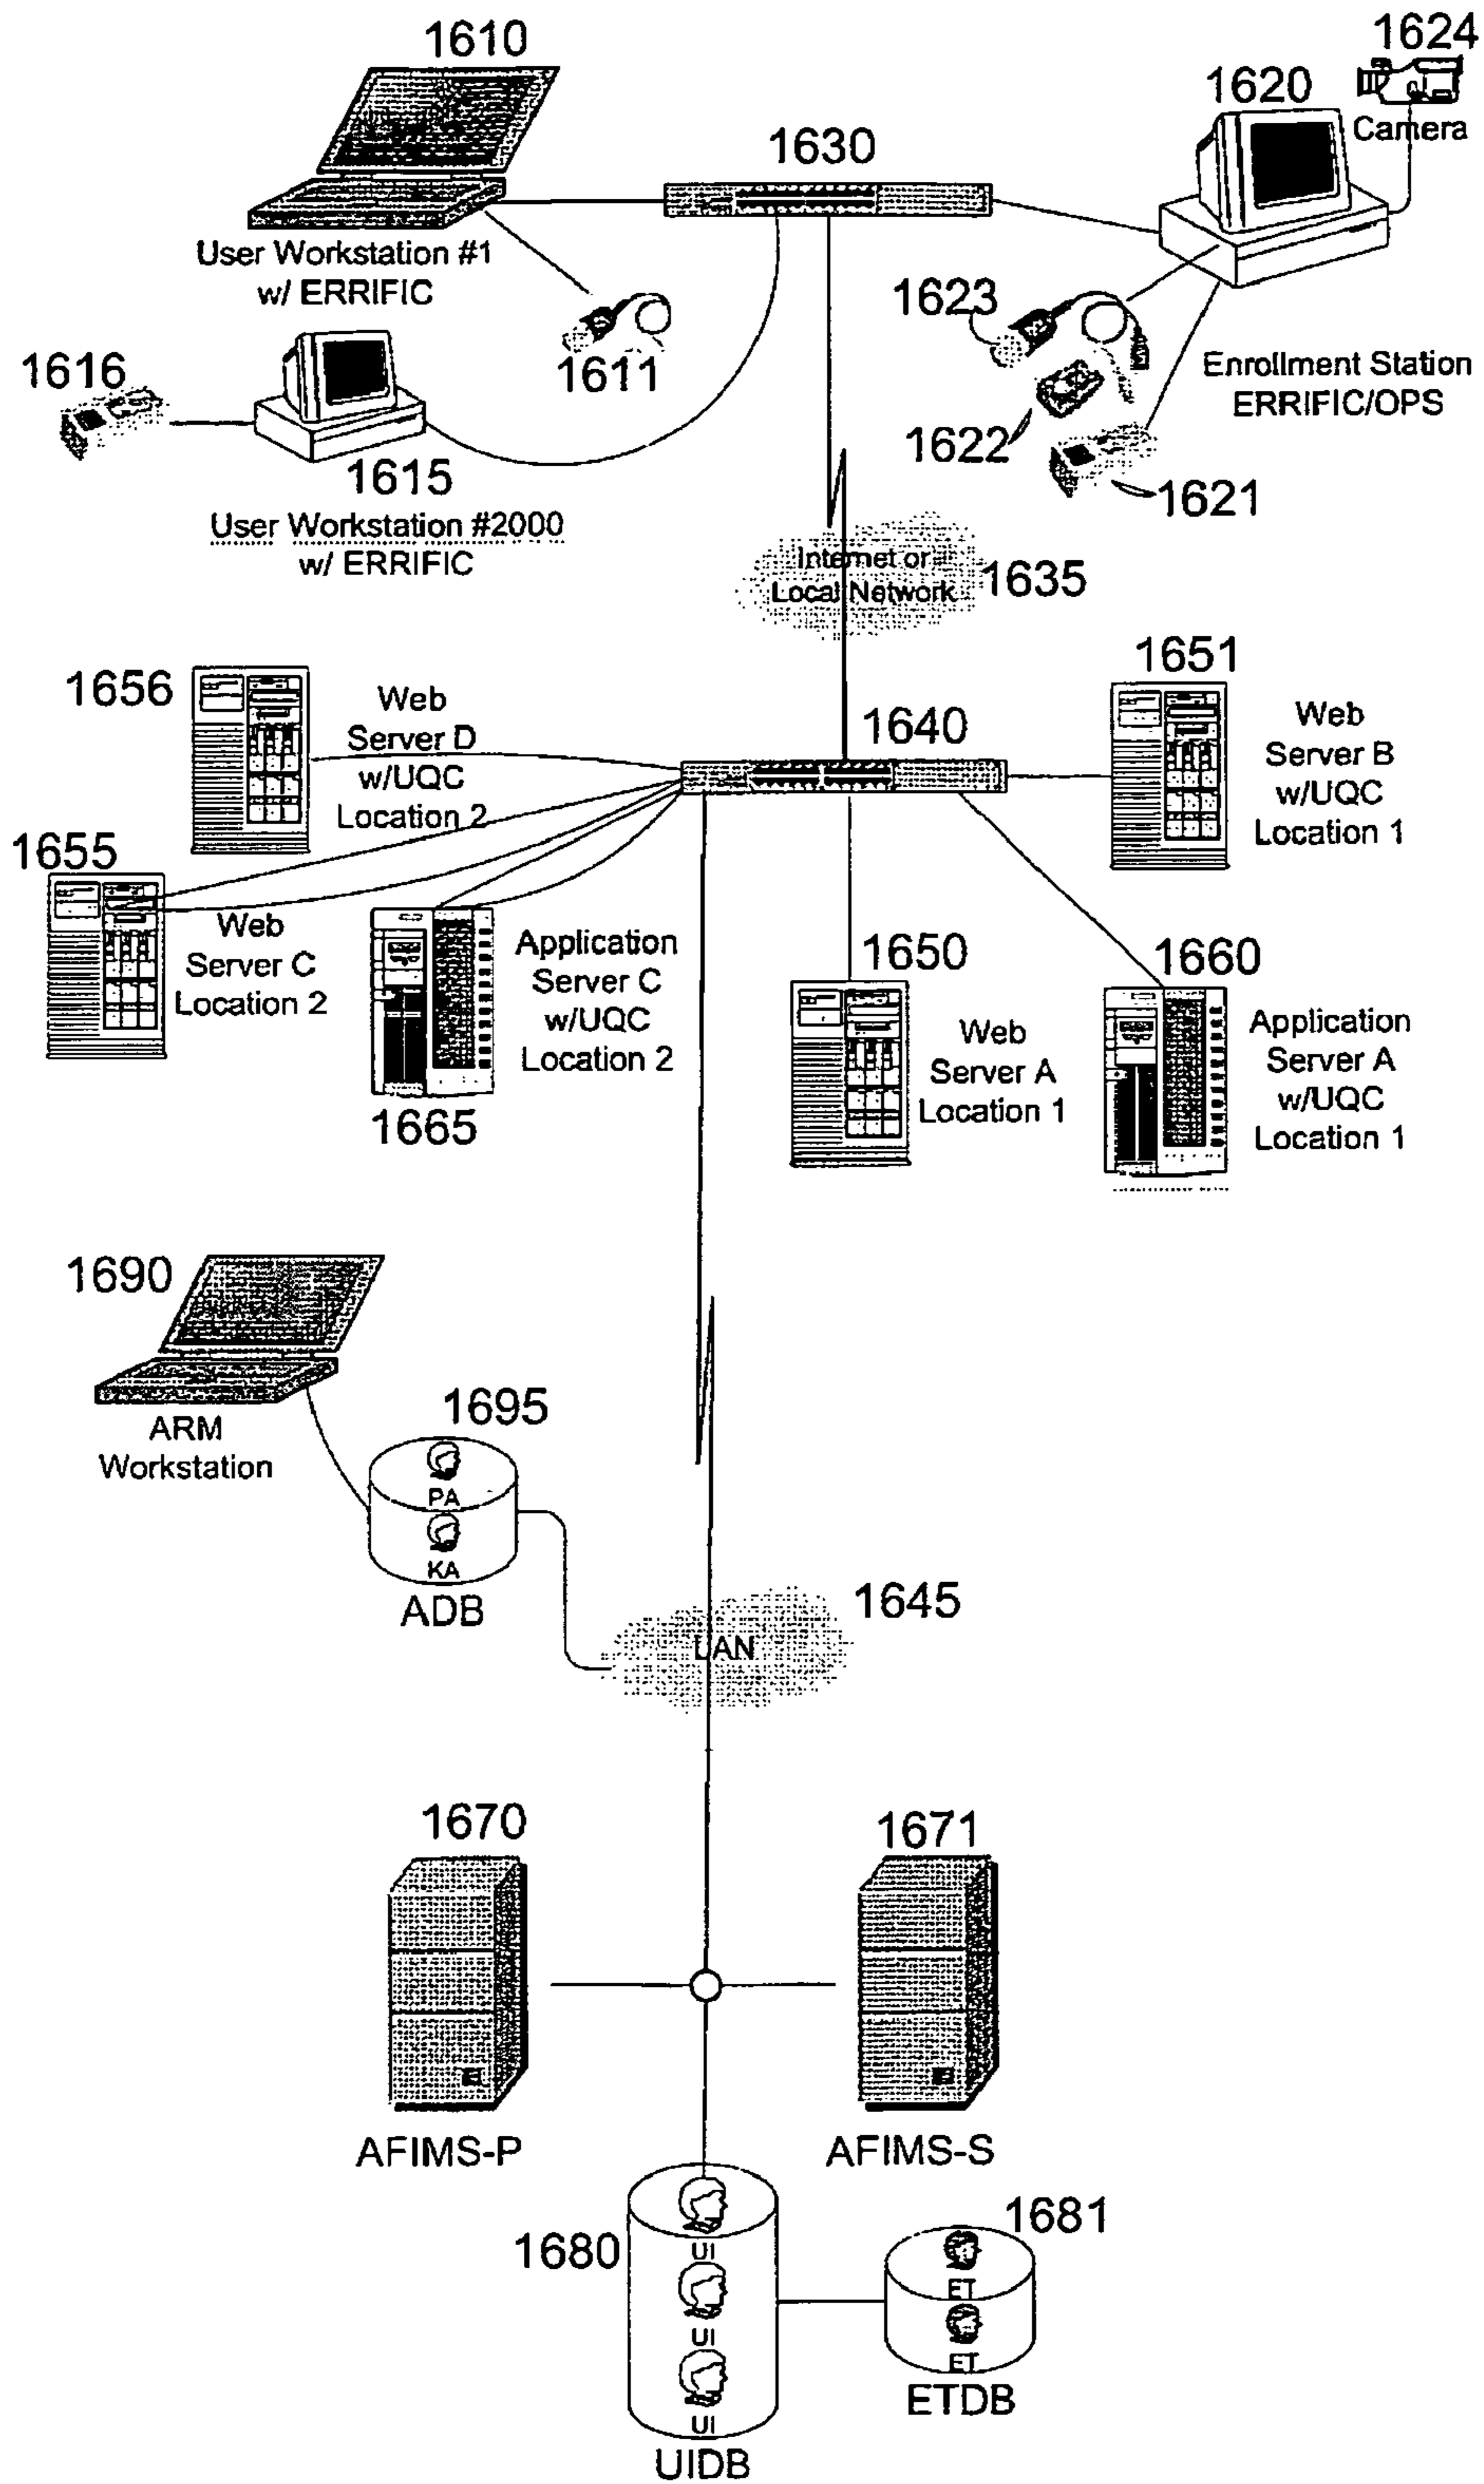 1610
1624
1620
Camera
1630
User Workstation #1
w/ ERRIFIC
1623
1611
1616
Enrollment Station
ERRIFIC/OPS
1622
1621
1615
User Workstation #2000
w/ ERRIFIC
Internet or
Local Network
1635
1651
1656
Web
Server D
w/UQC
Location 2
1640
Web
Server B
w/UQC
Location 1
1655
Web
Server C
Location 2
Application
Server C
w/UQC
Location 2
1665
1650
Web
Server A
Location 1
1660
Application
Server A
w/UQC
Location 1
1690
ARM
Workstation
1695
PA
KA
ADB
1645
LAN
1670
1671
AFIMS-P
AFIMS-S
1680
UI
UI
UI
UIDB
1681
ET
ET
ETDB